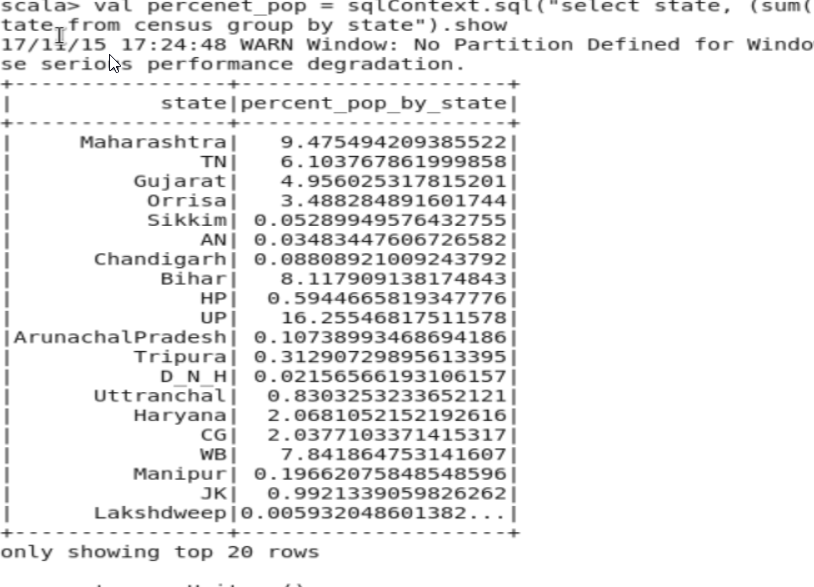 scala> val percenet_pop = sqlContext.sql("select state, (sum(
tate from census group by state").show
17/11/15 17:24:48 WARN Window: No Partition Defined for Windo
se serious performance degradation.
+----------------+-------------------+
|           state|percent_pop_by_state|
+----------------+-------------------+
|     Maharashtra|   9.475494209385522|
|              TN|   6.103767861999858|
|         Gujarat|   4.956025317815201|
|          Orrisa|  3.488284891601744|
|          Sikkim| 0.05289949576432755|
|              AN| 0.03483447606726582|
|      Chandigarh| 0.08808921009243792|
|           Bihar|   8.117909138174843|
|              HP|  0.5944665819347776|
|              UP|  16.25546817511578|
|ArunachalPradesh| 0.10738993468694186|
|         Tripura| 0.31290729895613395|
|           D_N_H| 0.02156566193106157|
|      Uttranchal|  0.8303253233652121|
|         Haryana|  2.0681052152192616|
|              CG|  2.0377103371415317|
|              WB|   7.841864753141607|
|         Manipur| 0.19662075848548596|
|              JK|  0.99213390598262​62|
|      Lakshdweep|0.005932048601382...|
+----------------+-------------------+
only showing top 20 rows